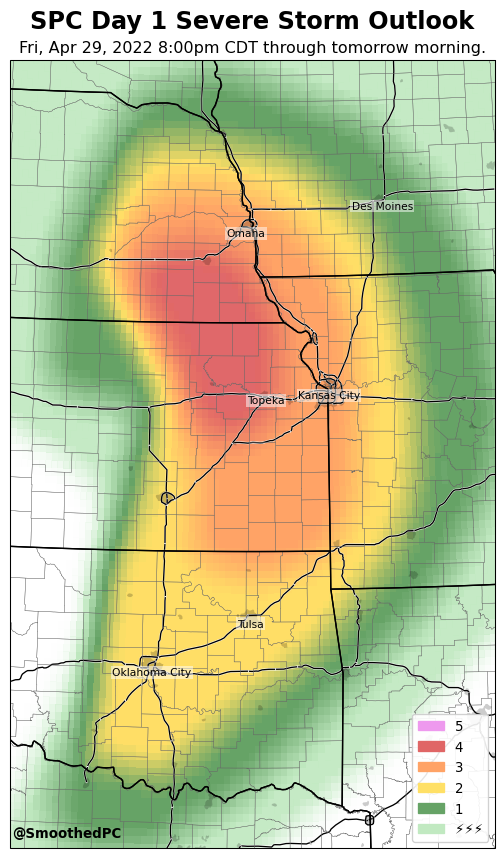 SPC Day 1 Severe Storm Outlook
Fri, Apr 29, 2022 8:00pm CDT through tomorrow morning.
Des Moines
Omaha
Kansas City
Topeka
Tulsa
Oklahoma City
5
4
3
2
1
⚡⚡⚡
@SmoothedPC